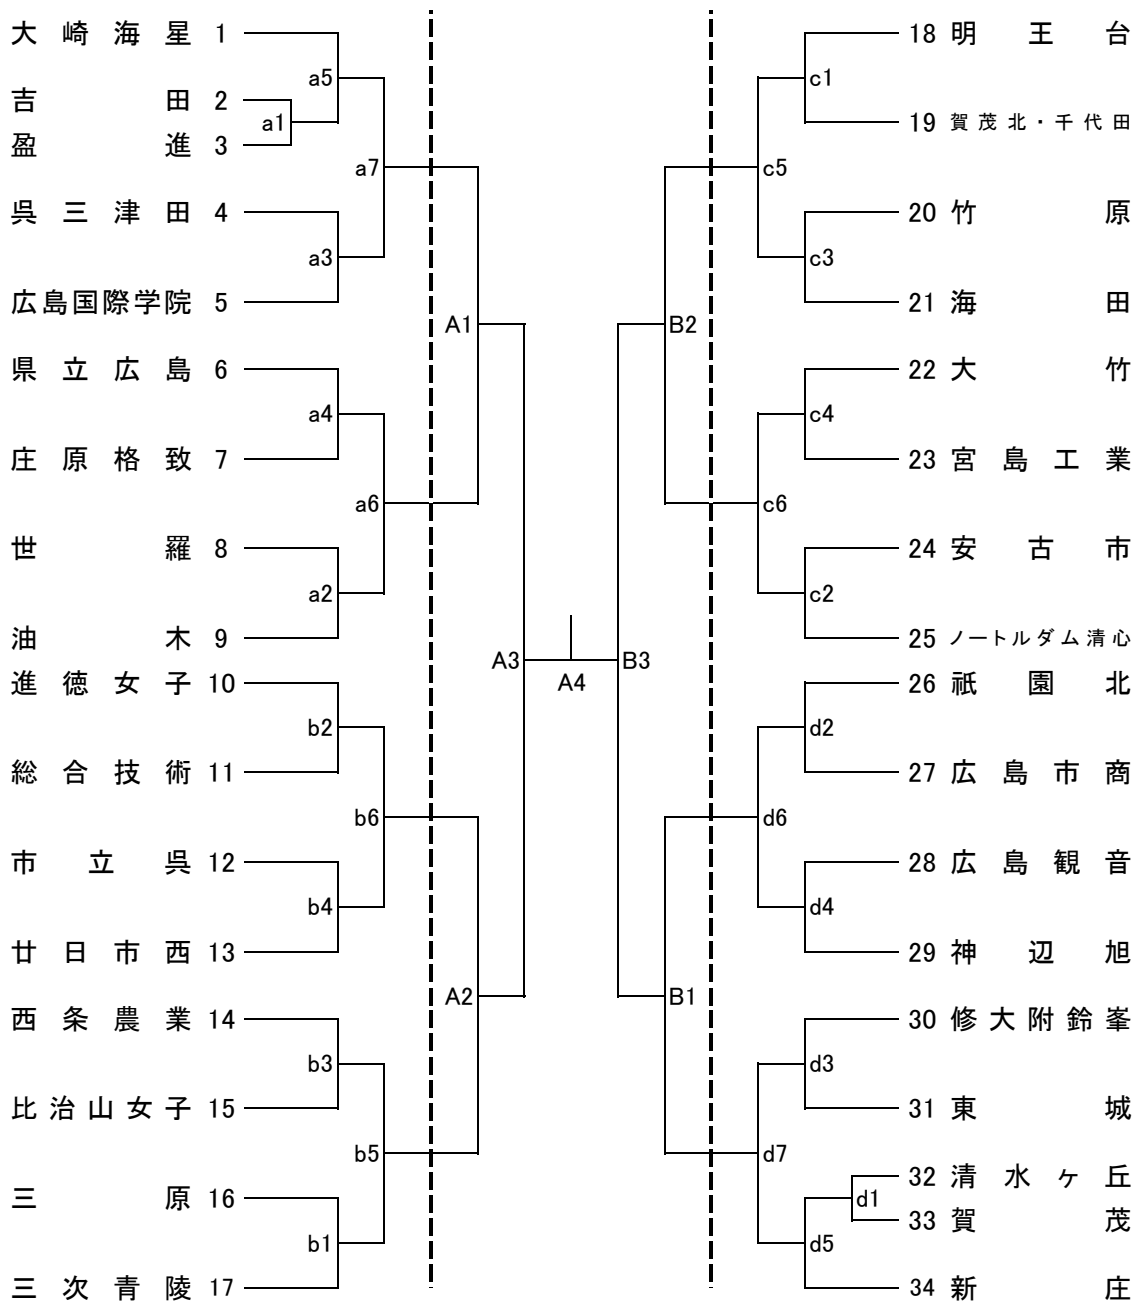 大崎海星 1
吉田 2
盈進 3
呉三津田 4
広島国際学院 5
県立広島 6
庄原格致 7
世羅 8
油木 9
進徳女子 10
総合技術 11
市立呉 12
廿日市西 13
西条農業 14
比治山女子 15
三原 16
三次青陵 17
a5
a1
a7
a3
a4
a6
a2
b2
b6
b4
b3
b5
b1
A1
A3
A2
A4
B2
B3
B1
c1
c5
c3
c4
c6
c2
d2
d6
d4
d3
d7
d1
d5
18 明王台
19 賀茂北・千代田
20 竹原
21 海田
22 大竹
23 宮島工業
24 安古市
25 ノートルダム清心
26 祇園北
27 広島市商
28 広島観音
29 神辺旭
30 修大附鈴峯
31 東城
32 清水ヶ丘
33 賀茂
34 新庄